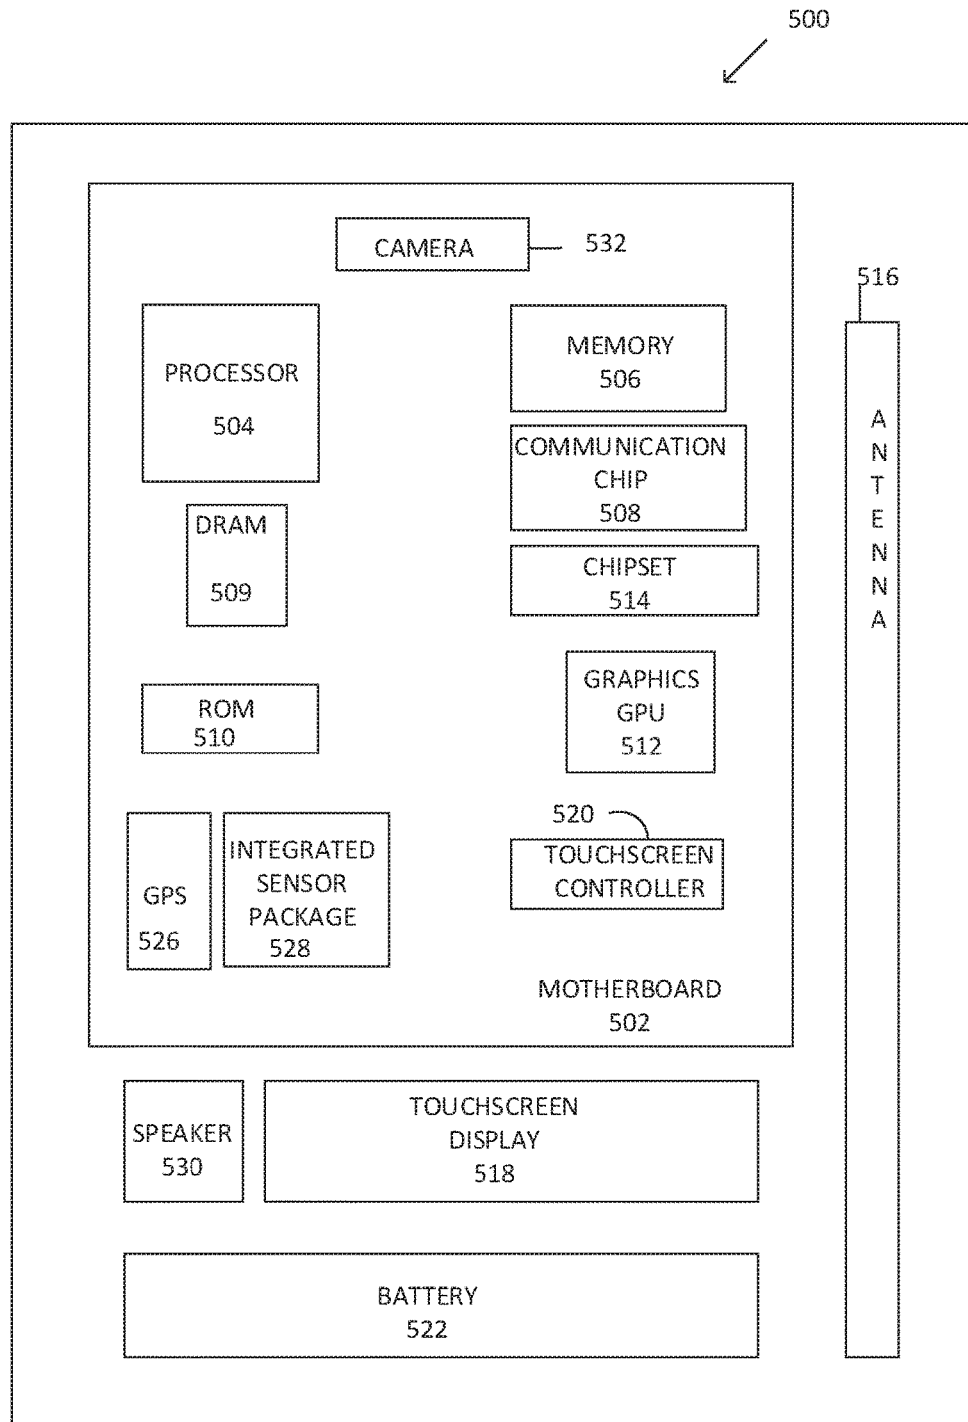 500
CAMERA
532
516
PROCESSOR
504
MEMORY
506
COMMUNICATION
CHIP
508
DRAM
509
CHIPSET
514
ROM
510
GRAPHICS
GPU
512
GPS
526
INTEGRATED
SENSOR
PACKAGE
528
520
TOUCHSCREEN
CONTROLLER
MOTHERBOARD
502
ANTENNA
SPEAKER
530
TOUCHSCREEN
DISPLAY
518
BATTERY
522